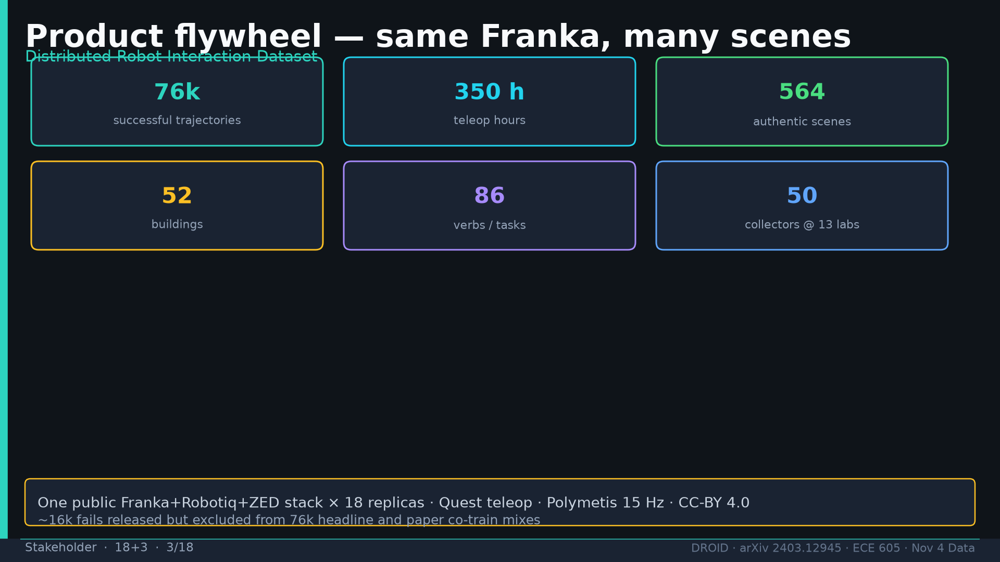 Product flywheel — same Franka, many scenes
Distributed Robot Interaction Dataset
76k
successful trajectories
350 h
teleop hours
564
authentic scenes
52
buildings
86
verbs / tasks
50
collectors @ 13 labs
One public Franka+Robotiq+ZED stack × 18 replicas · Quest teleop · Polymetis 15 Hz · CC-BY 4.0
~16k fails released but excluded from 76k headline and paper co-train mixes
Stakeholder · 18+3 · 3/18
DROID · arXiv 2403.12945 · ECE 605 · Nov 4 Data